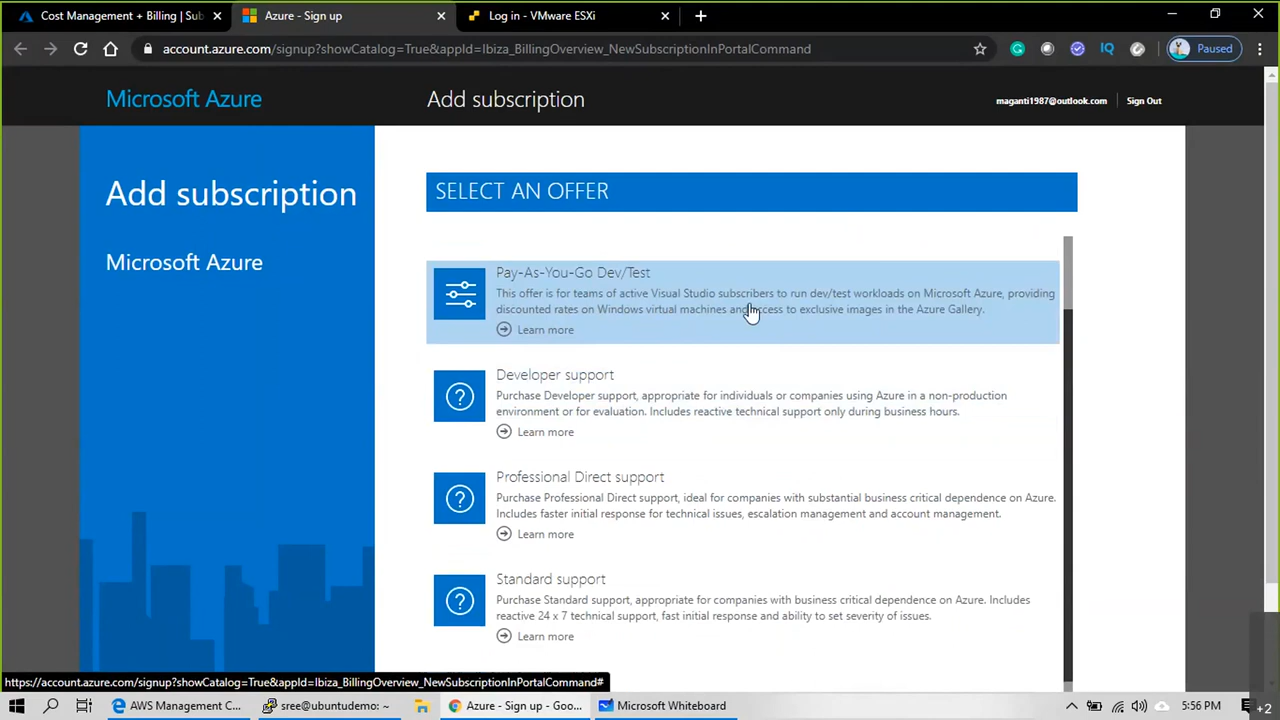 Cost Management + Billing | Sub
Azure - Sign up
Log in - VMware ESXi
account.azure.com/signup?showCatalog=True&appId=Ibiza_BillingOverview_NewSubscriptionInPortalCommand
IQ
Paused
Microsoft Azure
Add subscription
maganti1987@outlook.com
Sign Out
Add subscription
Microsoft Azure
SELECT AN OFFER
Pay-As-You-Go Dev/Test
This offer is for teams of active Visual Studio subscribers to run dev/test workloads on Microsoft Azure, providing
discounted rates on Windows virtual machines and access to exclusive images in the Azure Gallery.
Learn more
Developer support
Purchase Developer support, appropriate for individuals or companies using Azure in a non-production
environment or for evaluation. Includes reactive technical support only during business hours.
Learn more
Professional Direct support
Purchase Professional Direct support, ideal for companies with substantial business critical dependence on Azure.
Includes faster initial response for technical issues, escalation management and account management.
Learn more
Standard support
Purchase Standard support, appropriate for companies with business critical dependence on Azure. Includes
reactive 24 x 7 technical support, fast initial response and ability to set severity of issues.
Learn more
https://account.azure.com/signup?showCatalog=True&appId=Ibiza_BillingOverview_NewSubscriptionInPortalCommand#
AWS Management C...
sree@ubuntudemo: ~
Azure - Sign up - Goo...
Microsoft Whiteboard
5:56 PM
+2